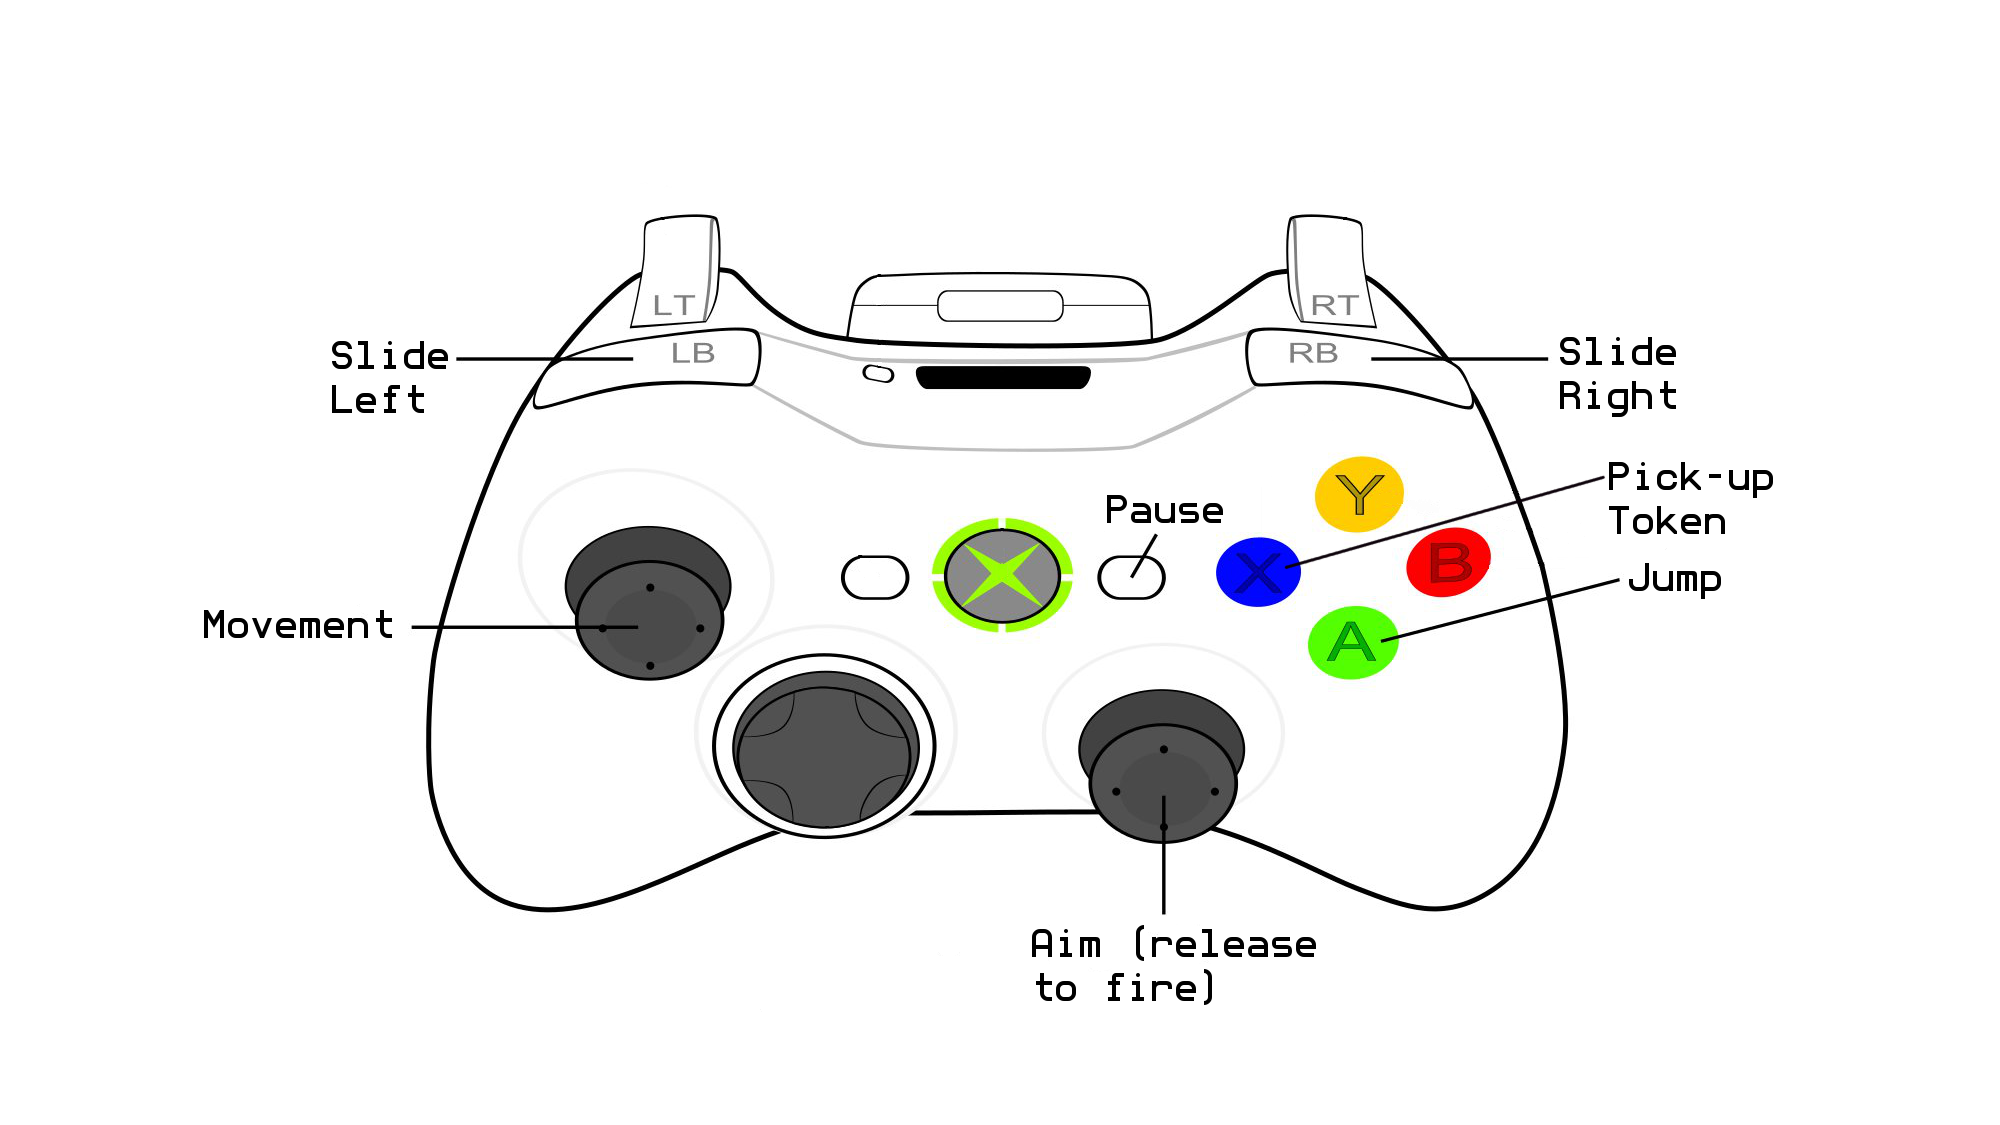 LT
RT
LB
RB
Slide
Left
Slide
Right
Y
Pick-up
Token
Pause
X
B
Jump
Movement
A
Aim (release
to fire)